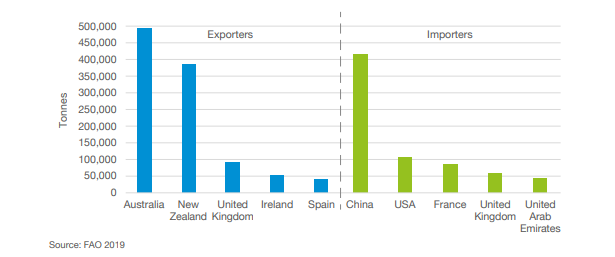 Exporters
Importers
Tonnes
500,000
450,000
400,000
350,000
300,000
250,000
200,000
150,000
100,000
50,000
0
Australia
New
Zealand
United
Kingdom
Ireland
Spain
China
USA
France
United
Kingdom
United
Arab
Emirates
Source: FAO 2019